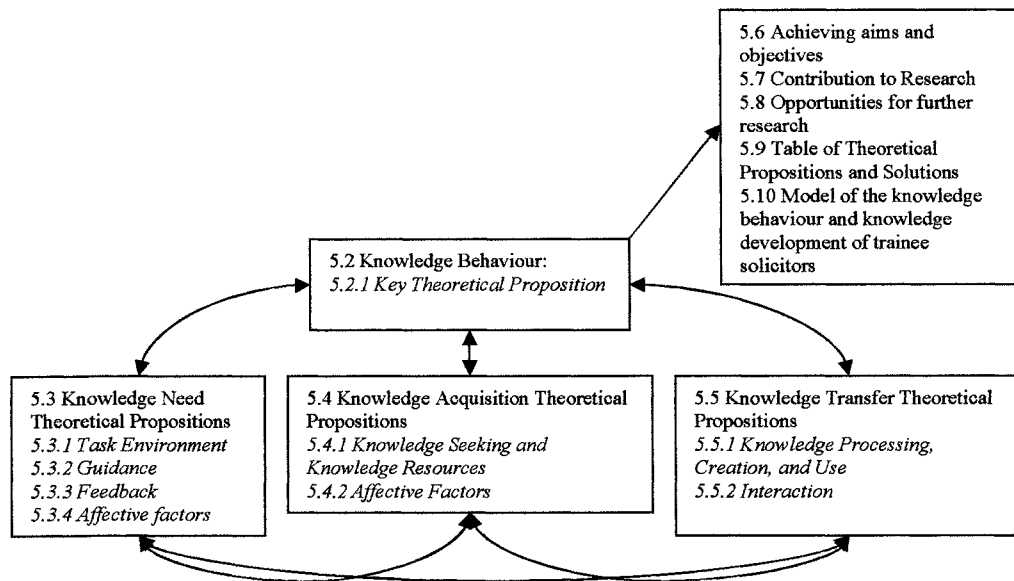 5.6 Achieving aims and
objectives
5.7 Contribution to Research
5.8 Opportunities for further
research
5.9 Table of Theoretical
Propositions and Solutions
5.10 Model of the knowledge
behaviour and knowledge
development of trainee
solicitors
5.2 Knowledge Behaviour:
5.2.1 Key Theoretical Proposition
5.3 Knowledge Need
Theoretical Propositions
5.3.1 Task Environment
5.3.2 Guidance
5.3.3 Feedback
5.3.4 Affective factors
5.4 Knowledge Acquisition Theoretical
Propositions
5.4.1 Knowledge Seeking and
Knowledge Resources
5.4.2 Affective Factors
5.5 Knowledge Transfer Theoretical
Propositions
5.5.1 Knowledge Processing,
Creation, and Use
5.5.2 Interaction